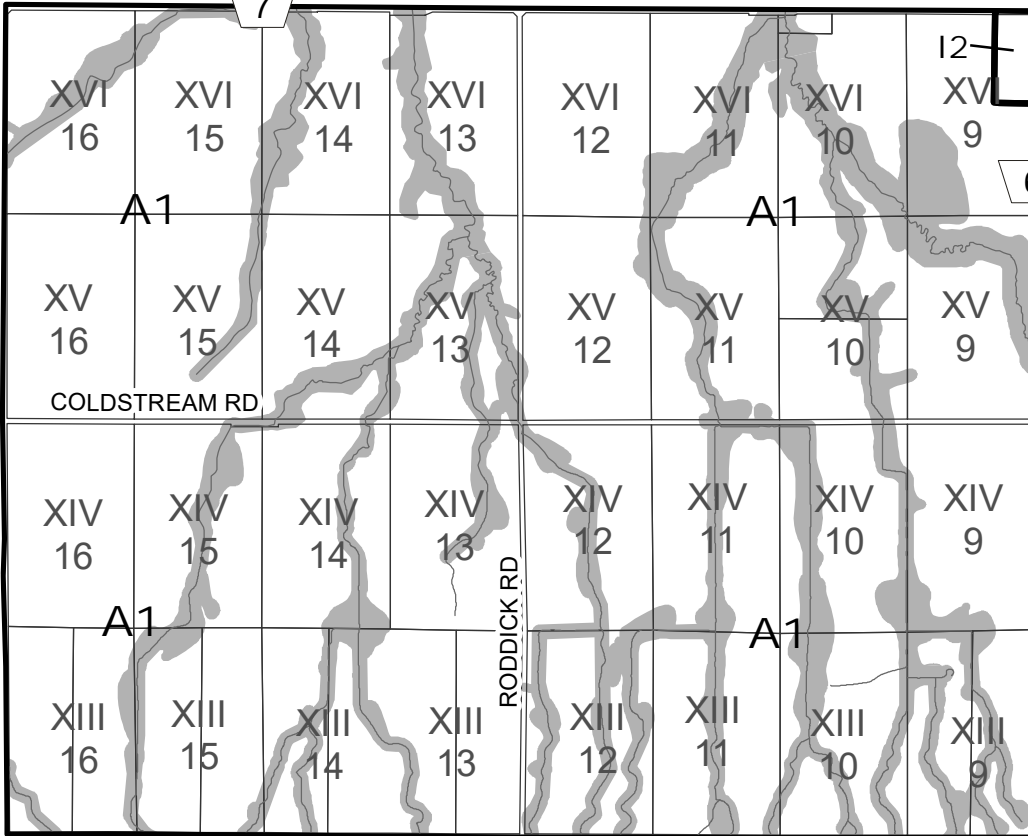 7
I2
XVI XVI XVI XVI XVI XVI XVI XVI
16 15 14 13 12 11 10 9
A1 A1
XV XV XV XV XV XV XV XV
16 15 14 13 12 11 10 9
COLDSTREAM RD
XIV XIV XIV XIV XIV XIV XIV XIV
16 15 14 13 12 11 10 9
RODDICK RD
A1 A1
XIII XIII XIII XIII XIII XIII XIII XIII
16 15 14 13 12 11 10 9